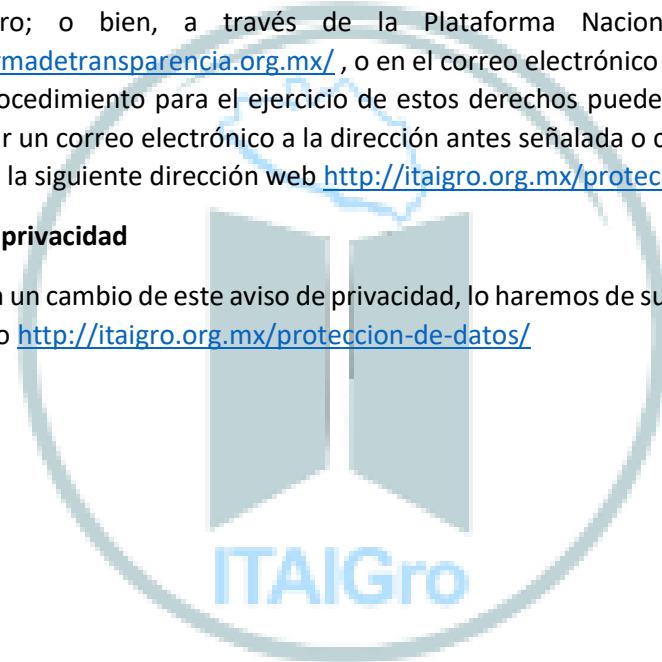 ro; o bien, a través de la Plataforma Nacion
rmadetransparencia.org.mx/ , o en el correo electrónico
ocedimiento para el ejercicio de estos derechos puede
r un correo electrónico a la dirección antes señalada o
la siguiente dirección web http://itaigro.org.mx/protec
privacidad
un cambio de este aviso de privacidad, lo haremos de su
o http://itaigro.org.mx/proteccion-de-datos/
ITAIGro